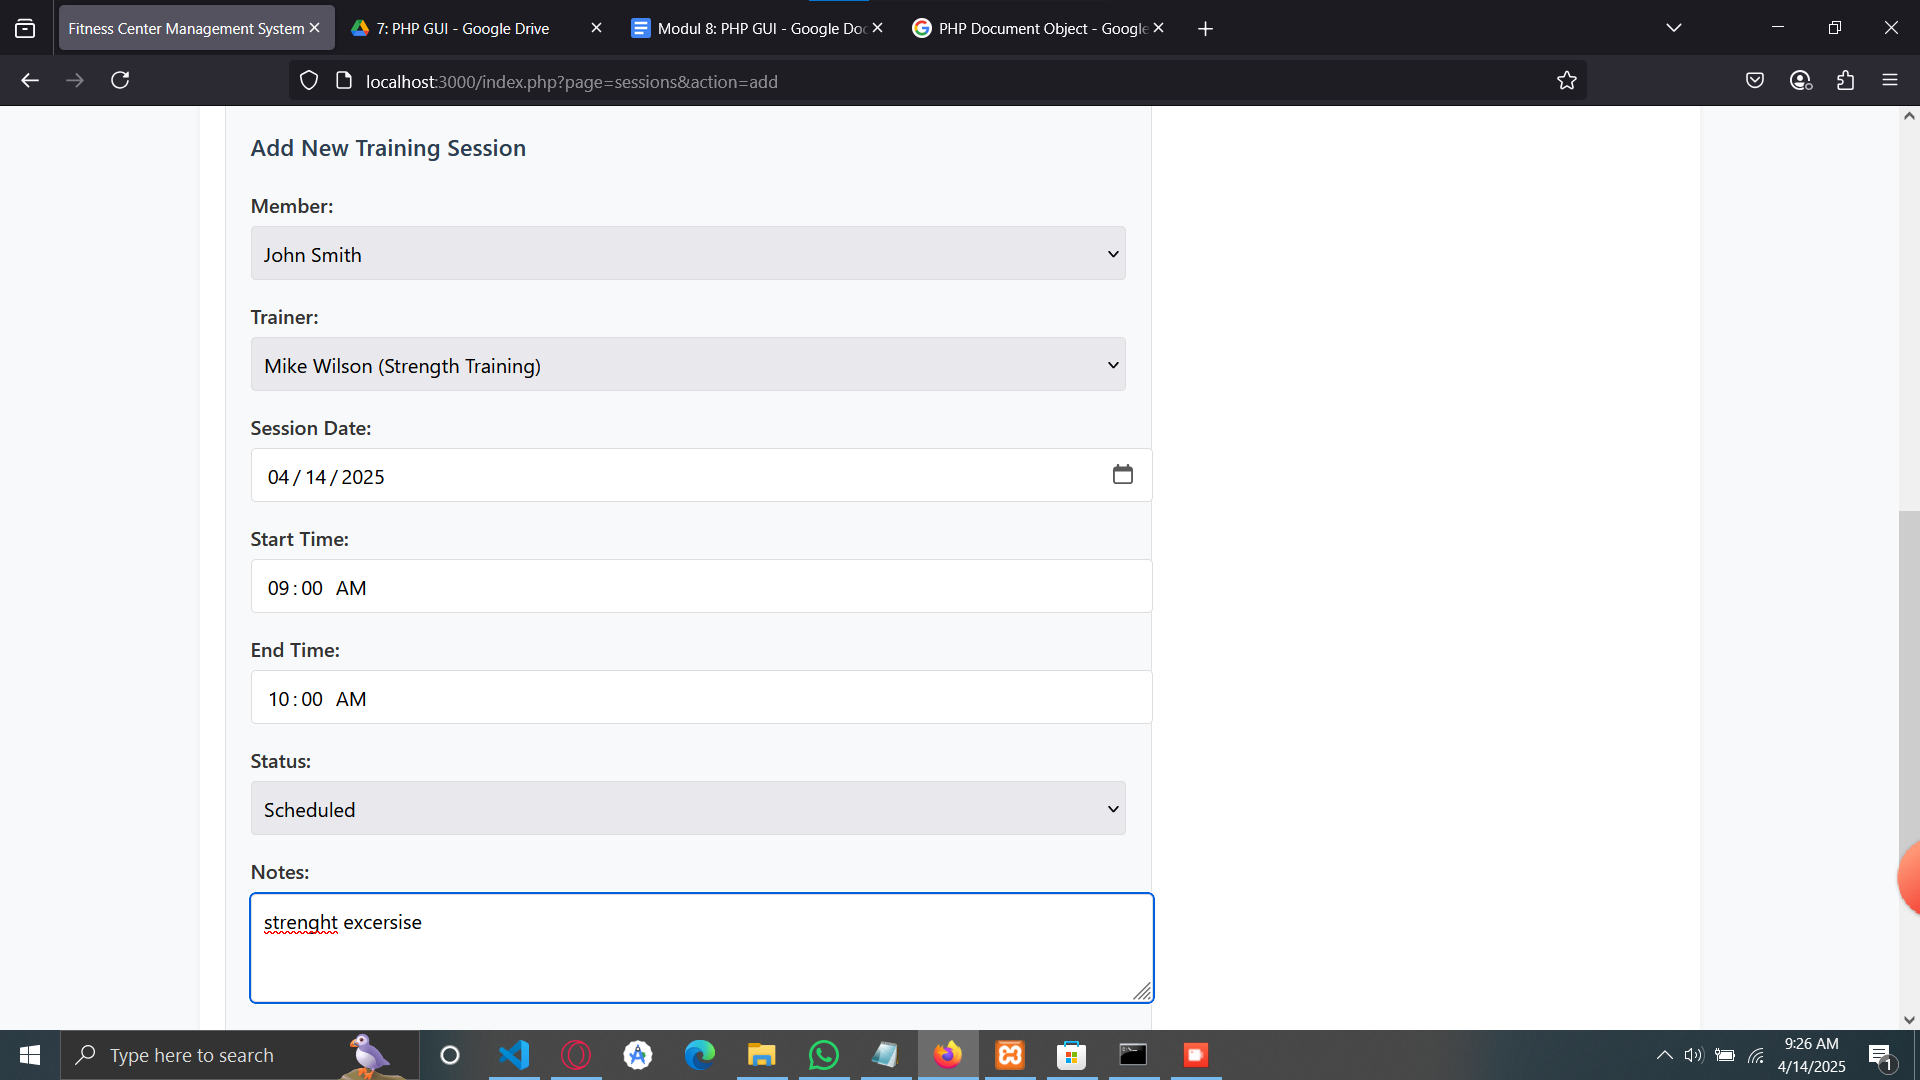 Fitness Center Management System
7: PHP GUI - Google Drive
Modul 8: PHP GUI - Google Doc
PHP Document Object - Google
localhost:3000/index.php?page=sessions&action=add
Add New Training Session
Member:
John Smith
Trainer:
Mike Wilson (Strength Training)
Session Date:
04/14/2025
Start Time:
09:00 AM
End Time:
10:00 AM
Status:
Scheduled
Notes:
strenght excersise
Type here to search
9:26 AM
4/14/2025
1